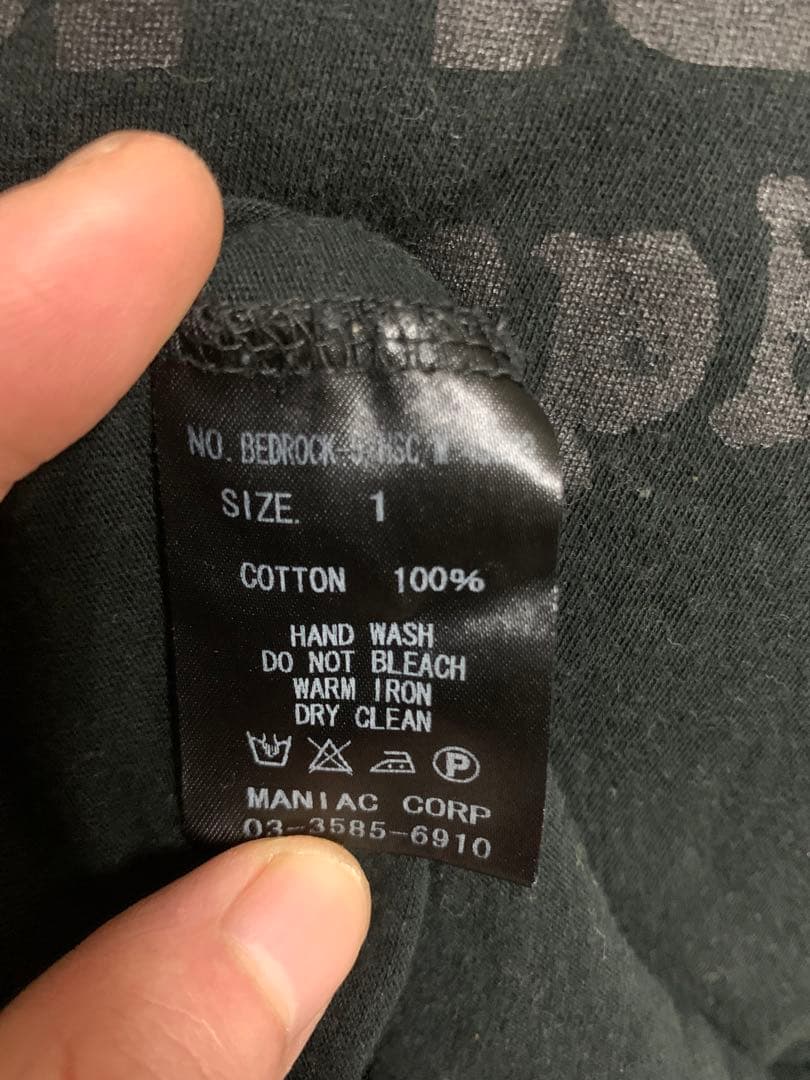 ph
NO. BEDROCK
SIZE. 1
COTTON 100%
HAND WASH
DO NOT BLEACH
WARM IRON
DRY CLEAN
P
MANIAC CORP
03-3585-6910